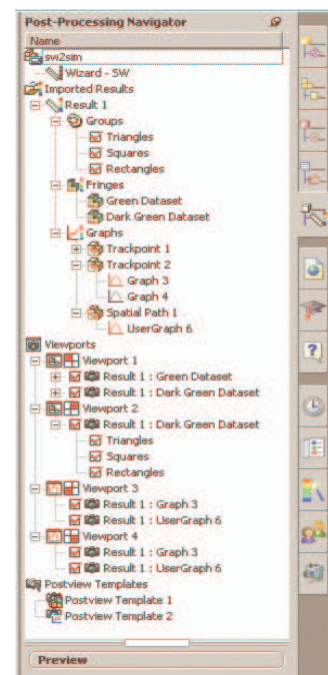 Post-Processing Navigator
Name
sw2sim
Wizard - SW
Imported Results
Result 1
Groups
Triangles
Squares
Rectangles
Fringes
Green Dataset
Dark Green Dataset
Graphs
Trackpoint 1
Trackpoint 2
Graph 3
Graph 4
Spatial Path 1
UserGraph 6
Viewports
Viewport 1
Result 1 : Green Dataset
Result 1 : Dark Green Dataset
Viewport 2
Result 1 : Dark Green Dataset
Triangles
Squares
Rectangles
Viewport 3
Result 1 : Graph 3
Result 1 : UserGraph 6
Viewport 4
Result 1 : Graph 3
Result 1 : UserGraph 6
Postview Templates
Postview Template 1
Postview Template 2
Preview